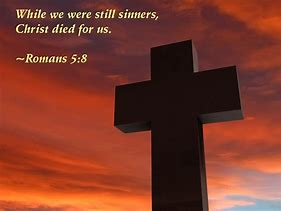 While we were still sinners,
Christ died for us.
~Romans 5:8